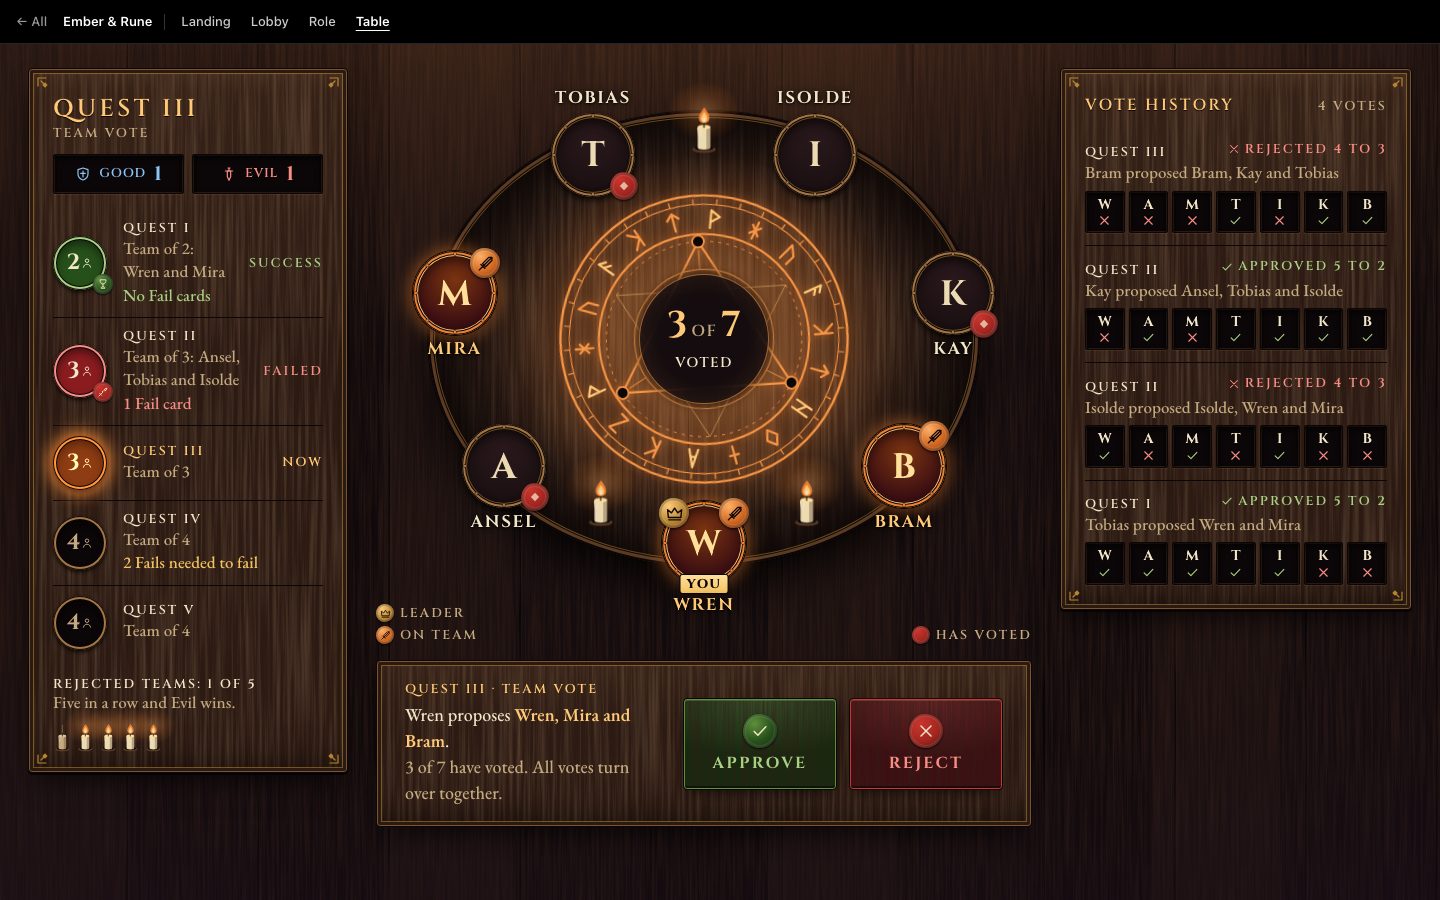 ← All Ember & Rune Landing Lobby Role Table
QUEST III
TEAM VOTE
GOOD 1 EVIL 1
QUEST I
Team of 2:
Wren and Mira
No Fail cards
2
SUCCESS
QUEST II
Team of 3: Ansel,
Tobias and Isolde
1 Fail card
3
FAILED
QUEST III
Team of 3
3
NOW
QUEST IV
Team of 4
2 Fails needed to fail
4
QUEST V
Team of 4
4
REJECTED TEAMS: 1 OF 5
Five in a row and Evil wins.
TOBIAS
T
ISOLDE
I
M
MIRA
K
KAY
3 OF 7
VOTED
A
ANSEL
B
BRAM
W
YOU
WREN
LEADER
ON TEAM
HAS VOTED
QUEST III · TEAM VOTE
Wren proposes Wren, Mira and
Bram.
3 of 7 have voted. All votes turn
over together.
APPROVE
REJECT
VOTE HISTORY 4 VOTES
QUEST III REJECTED 4 TO 3
Bram proposed Bram, Kay and Tobias
W A M T I K B
QUEST II APPROVED 5 TO 2
Kay proposed Ansel, Tobias and Isolde
W A M T I K B
QUEST II REJECTED 4 TO 3
Isolde proposed Isolde, Wren and Mira
W A M T I K B
QUEST I APPROVED 5 TO 2
Tobias proposed Wren and Mira
W A M T I K B